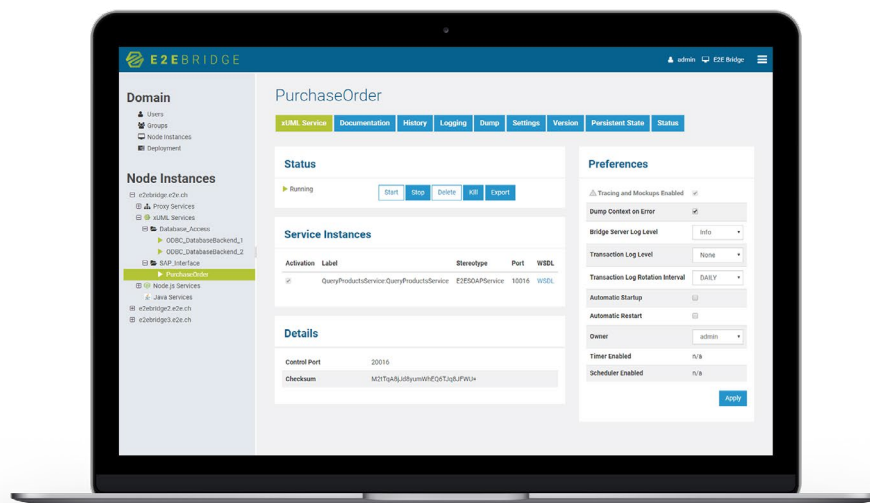 E2EBRIDGE
admin E2E Bridge
Domain
Users
Groups
Node Instances
Deployment
Node Instances
e2ebridge.e2e.ch
Proxy Services
xUML Services
Database_Access
ODBC_DatabaseBackend_1
ODBC_DatabaseBackend_2
SAP_Interface
PurchaseOrder
Node.js Services
Java Services
e2ebridge2.e2e.ch
e2ebridge3.e2e.ch
PurchaseOrder
xUML Service Documentation History Logging Dump Settings Version Persistent State Status
Status
Running Start Stop Delete Kill Export
Service Instances
Activation Label Stereotype Port WSDL
QueryProductsService:QueryProductsService E2ESOAPService 10016 WSDL
Details
Control Port 20016
Checksum
Preferences
Tracing and Mockups Enabled
Dump Context on Error
Bridge Server Log Level Info
Transaction Log Level None
Transaction Log Rotation Interval DAILY
Automatic Startup
Automatic Restart
Owner admin
Timer Enabled n/a
Scheduler Enabled n/a
Apply